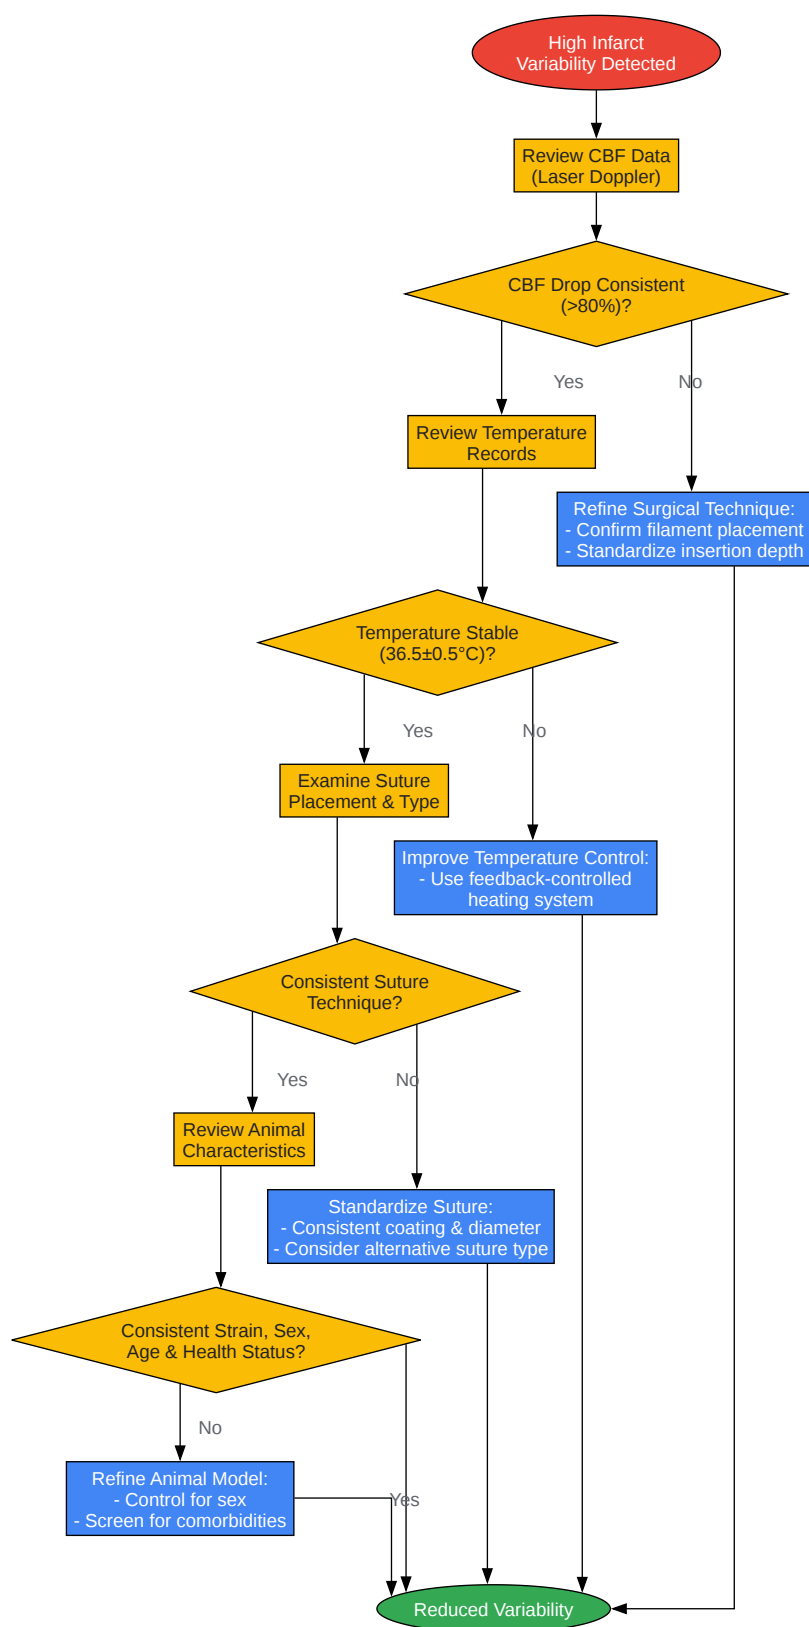 High Infarct
Variability Detected
Review CBF Data
(Laser Doppler)
CBF Drop Consistent
(>80%)?
Yes
No
Review Temperature
Records
Refine Surgical Technique:
- Confirm filament placement
- Standardize insertion depth
Temperature Stable
(36.5±0.5°C)?
Yes
No
Examine Suture
Placement & Type
Improve Temperature Control:
- Use feedback-controlled
heating system
Consistent Suture
Technique?
Yes
No
Review Animal
Characteristics
Standardize Suture:
- Consistent coating & diameter
- Consider alternative suture type
Consistent Strain, Sex,
Age & Health Status?
No
Refine Animal Model:
- Control for sex
- Screen for comorbidities
Yes
Reduced Variability